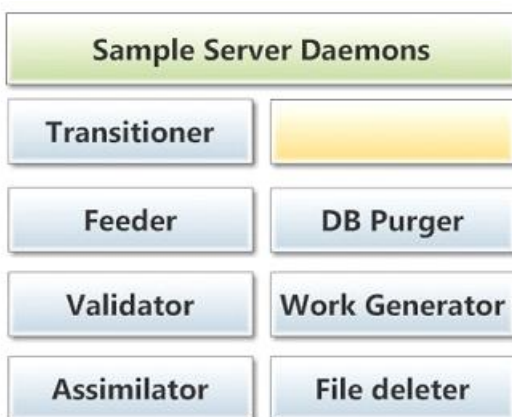 Sample Server Daemons
Transitioner
Feeder
DB Purger
Validator
Work Generator
Assimilator
File deleter